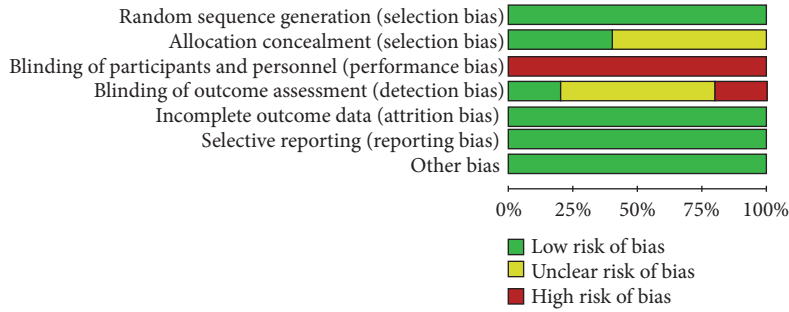 Random sequence generation (selection bias)
Allocation concealment (selection bias)
Blinding of participants and personnel (performance bias)
Blinding of outcome assessment (detection bias)
Incomplete outcome data (attrition bias)
Selective reporting (reporting bias)
Other bias
0% 25% 50% 75% 100%
Low risk of bias
Unclear risk of bias
High risk of bias